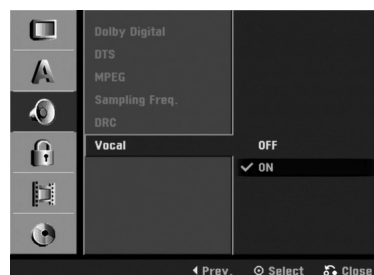 Dolby Digital
DTS
MPEG
Sampling Freq.
DRC
Vocal OFF
ON
Prev. Select Close